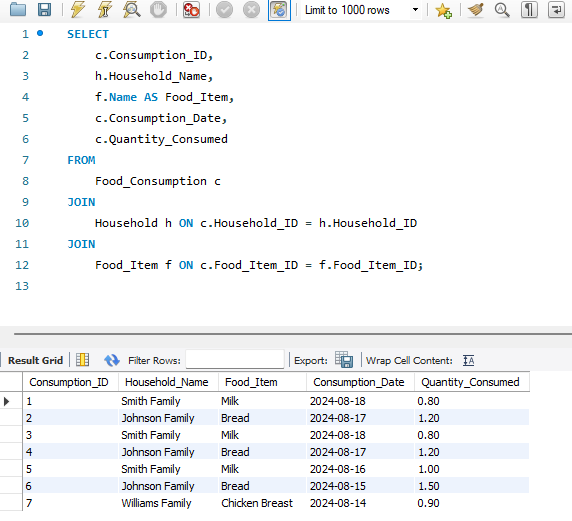 Limit to 1000 rows
1 SELECT
2 c.Consumption_ID,
3 h.Household_Name,
4 f.Name AS Food_Item,
5 c.Consumption_Date,
6 c.Quantity_Consumed
7 FROM
8 Food_Consumption c
9 JOIN
10 Household h ON c.Household_ID = h.Household_ID
11 JOIN
12 Food_Item f ON c.Food_Item_ID = f.Food_Item_ID;
13
Result Grid Filter Rows: Export: Wrap Cell Content:
Consumption_ID Household_Name Food_Item Consumption_Date Quantity_Consumed
1 Smith Family Milk 2024-08-18 0.80
2 Johnson Family Bread 2024-08-17 1.20
3 Smith Family Milk 2024-08-18 0.80
4 Johnson Family Bread 2024-08-17 1.20
5 Smith Family Milk 2024-08-16 1.00
6 Johnson Family Bread 2024-08-15 1.50
7 Williams Family Chicken Breast 2024-08-14 0.90